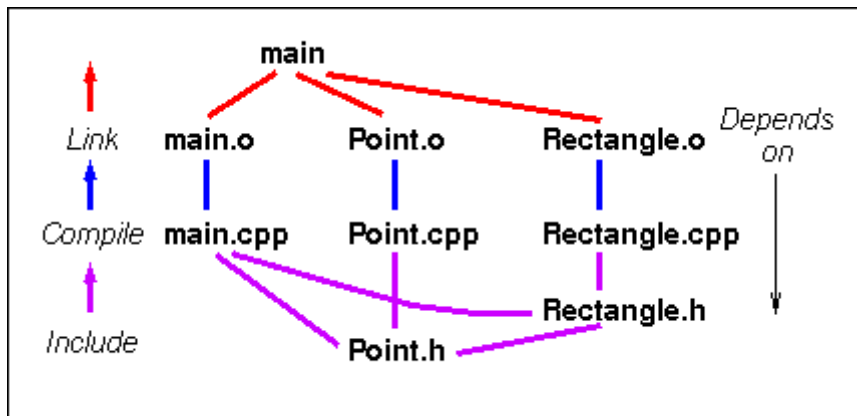 main
Link main.o Point.o Rectangle.o Depends
on
Compile main.cpp Point.cpp Rectangle.cpp
Rectangle.h
Include Point.h